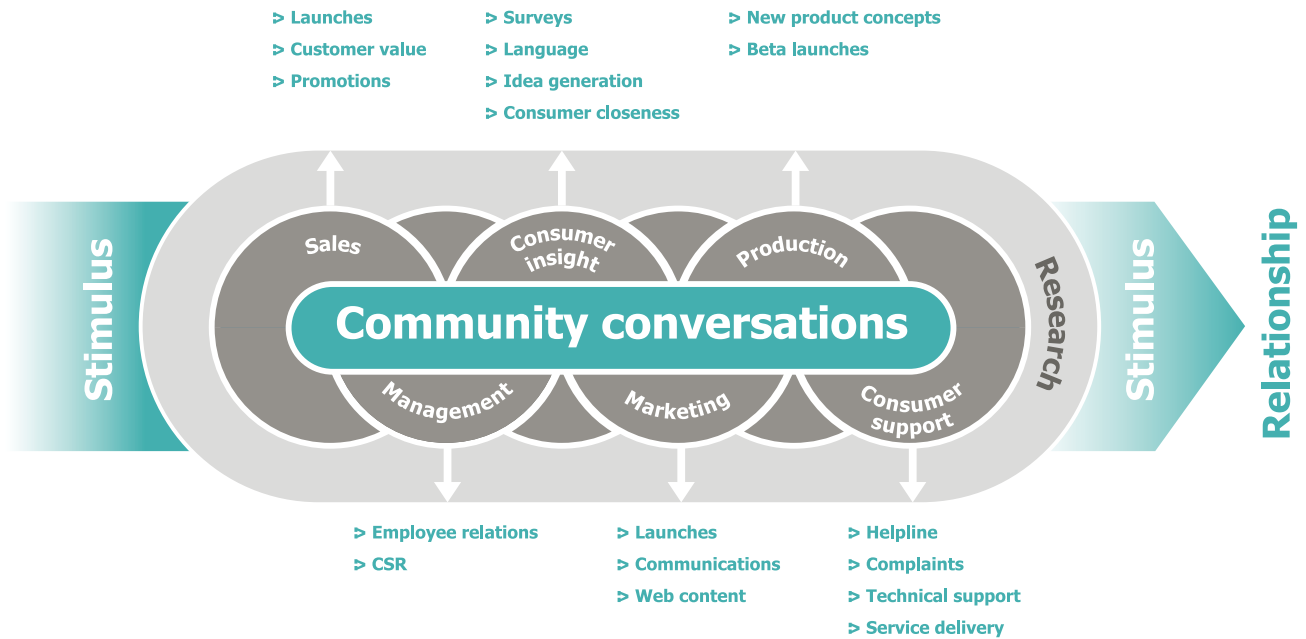 > Launches
> Customer value
> Promotions
> Surveys
> Language
> Idea generation
> Consumer closeness
> New product concepts
> Beta launches
Stimulus
Sales
Consumer
insight
Production
Community conversations
Management
Marketing
Consumer
support
Research
Stimulus
Relationship
> Employee relations
> CSR
> Launches
> Communications
> Web content
> Helpline
> Complaints
> Technical support
> Service delivery